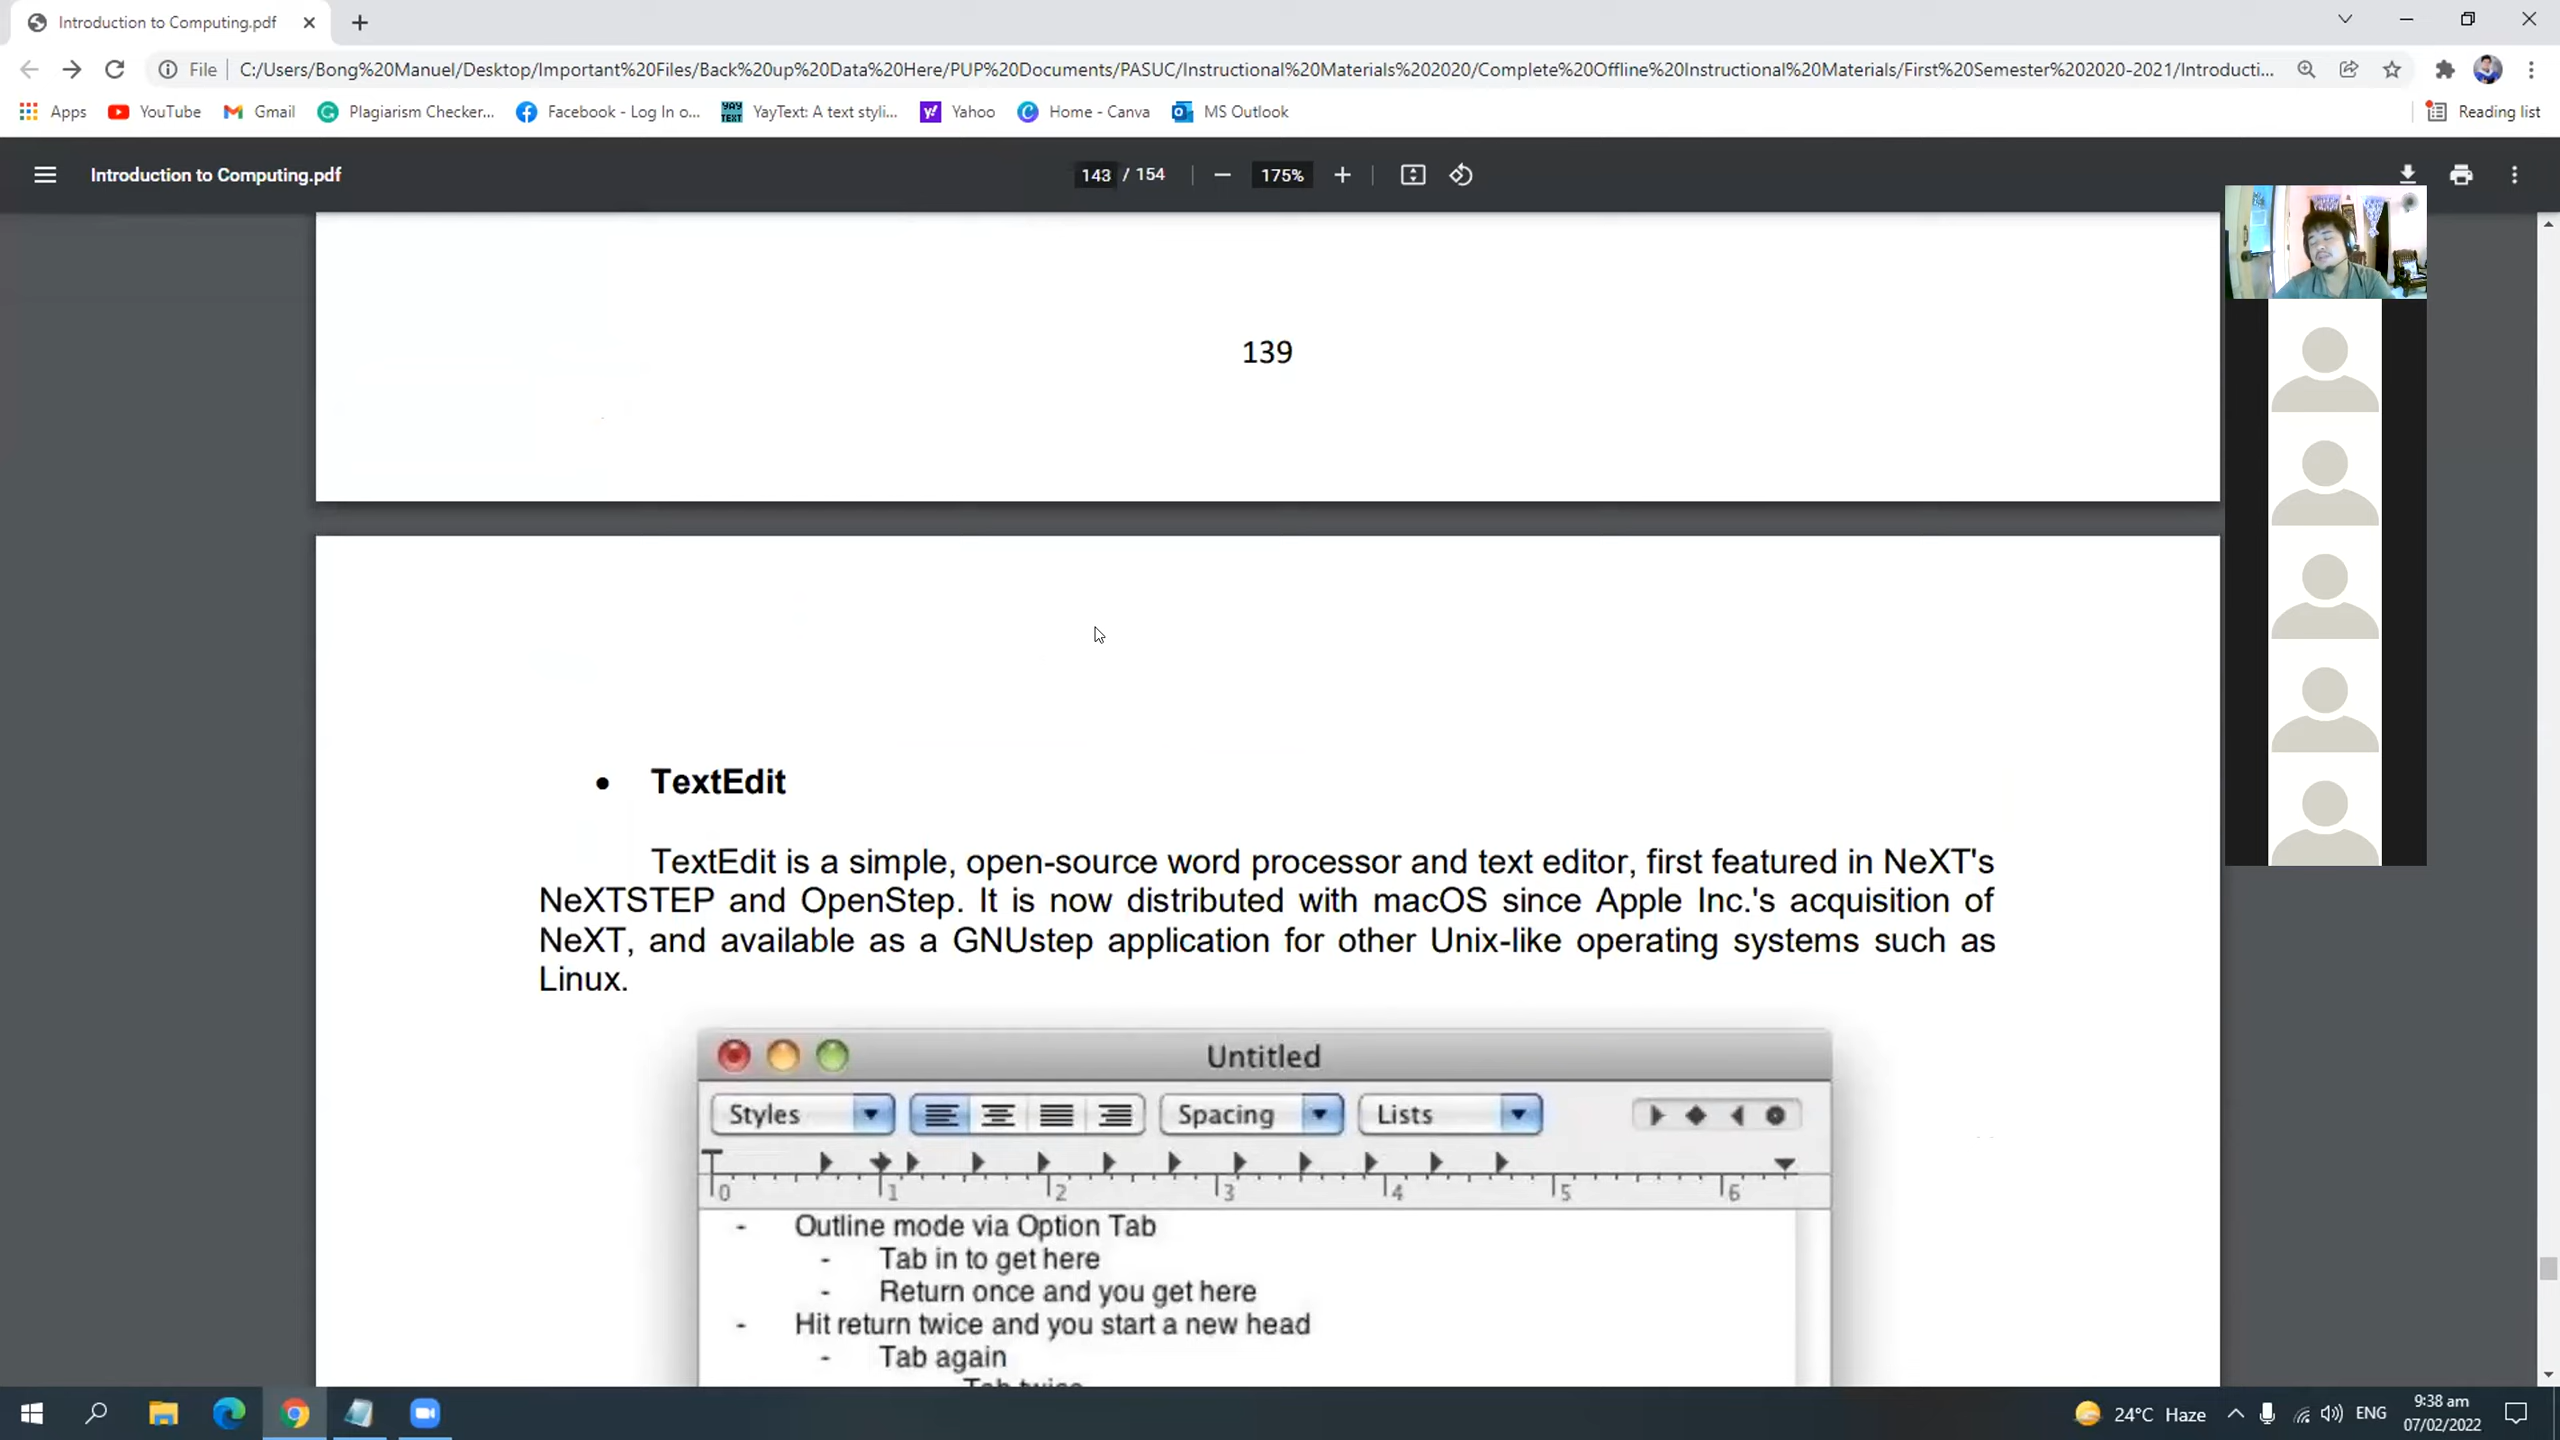 Introduction to Computing.pdf
File C:/Users/Bong%20Manuel/Desktop/Important%20Files/Back%20up%20Data%20Here/PUP%20Documents/PASUC/Instructional%20Materials%202020/Complete%20Offline%20Instructional%20Materials/First%20Semester%202020-2021/Introducti...
Apps YouTube Gmail Plagiarism Checker... Facebook - Log In o... YAY TEXT YayText: A text styli... Yahoo Home - Canva MS Outlook Reading list
Introduction to Computing.pdf 143 / 154 175%
139
• TextEdit
TextEdit is a simple, open-source word processor and text editor, first featured in NeXT's
NeXTSTEP and OpenStep. It is now distributed with macOS since Apple Inc.'s acquisition of
NeXT, and available as a GNUstep application for other Unix-like operating systems such as
Linux.
Untitled
Styles Spacing Lists
0 1 2 3 4 5 6
- Outline mode via Option Tab
- Tab in to get here
- Return once and you get here
- Hit return twice and you start a new head
- Tab again
Tab twice
24°C Haze ENG 9:38 am
07/02/2022